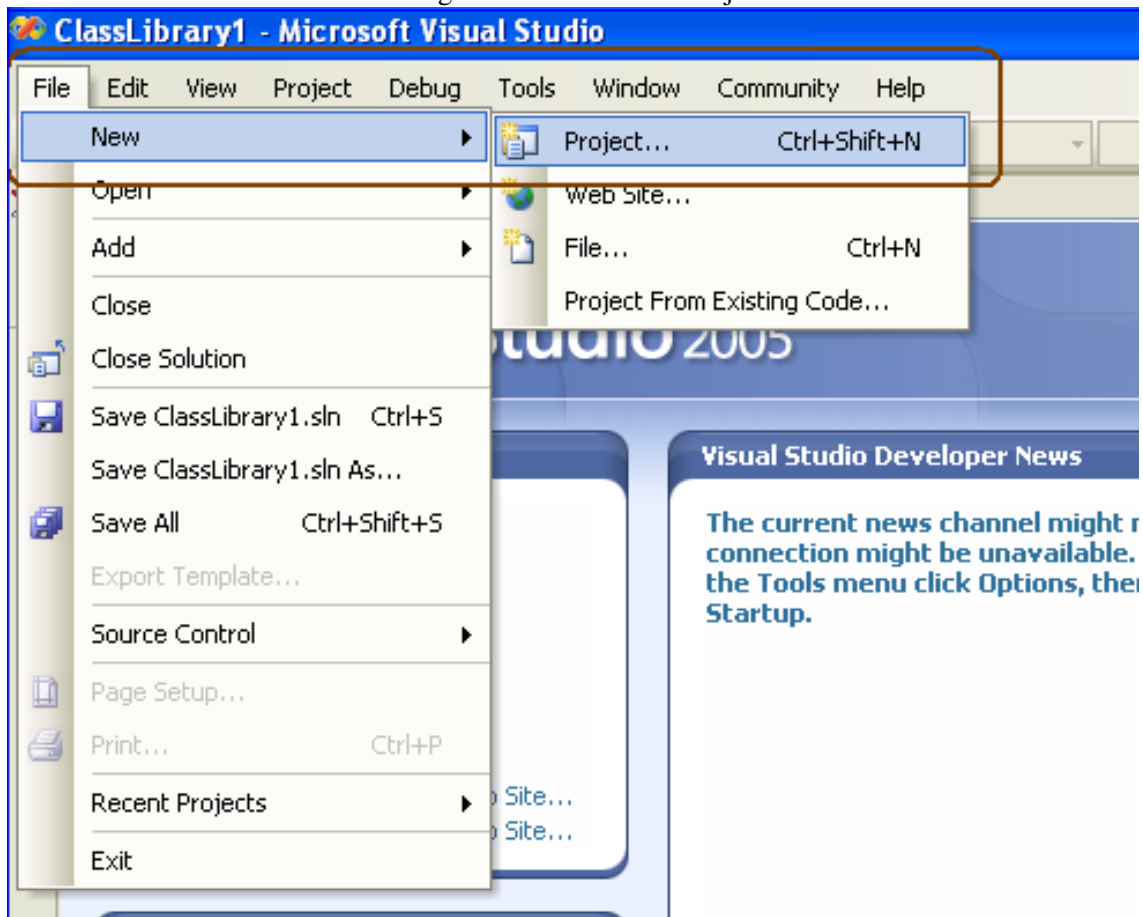 ClassLibrary1 - Microsoft Visual Studio
File Edit View Project Debug Tools Window Community Help
New
Project... Ctrl+Shift+N
Open
Web Site...
Add
File... Ctrl+N
Close
Project From Existing Code...
Close Solution
2005
Save ClassLibrary1.sln Ctrl+S
Save ClassLibrary1.sln As...
Save All Ctrl+Shift+S
Export Template...
Source Control
Page Setup...
Print... Ctrl+P
Recent Projects
Exit
Site...
Site...
Visual Studio Developer News
The current news channel might
connection might be unavailable.
the Tools menu click Options,
Startup.